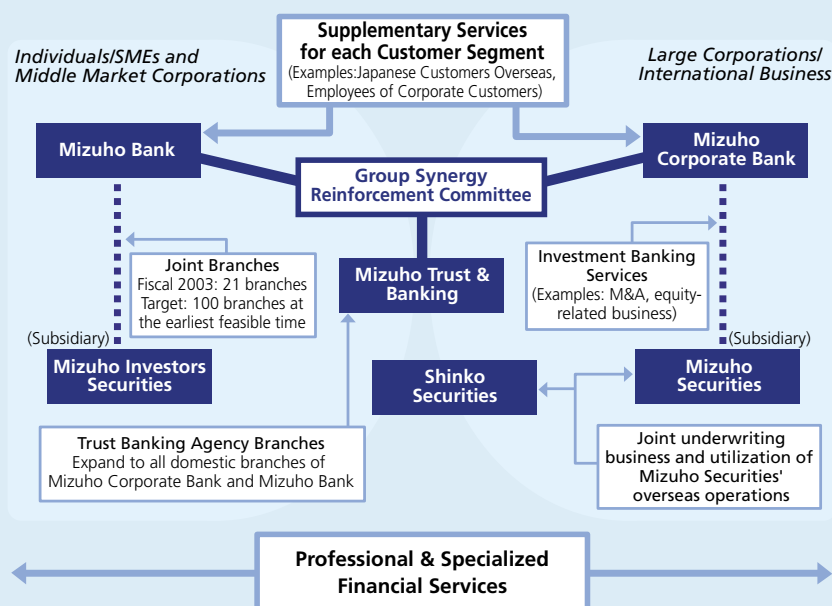 Supplementary Services
for each Customer Segment
(Examples:Japanese Customers Overseas,
Employees of Corporate Customers)
Individuals/SMEs and
Middle Market Corporations
Large Corporations/
International Business
Mizuho Bank
Mizuho
Corporate Bank
Group Synergy
Reinforcement Committee
Joint Branches
Fiscal 2003: 21 branches
Target: 100 branches at
the earliest feasible time
Mizuho Trust &
Banking
Investment Banking
Services
(Examples: M&A, equity-
related business)
(Subsidiary)
Mizuho Investors
Securities
Shinko
Securities
(Subsidiary)
Mizuho
Securities
Trust Banking Agency Branches
Expand to all domestic branches of
Mizuho Corporate Bank and Mizuho Bank
Joint underwriting
business and utilization of
Mizuho Securities'
overseas operations
Professional & Specialized
Financial Services